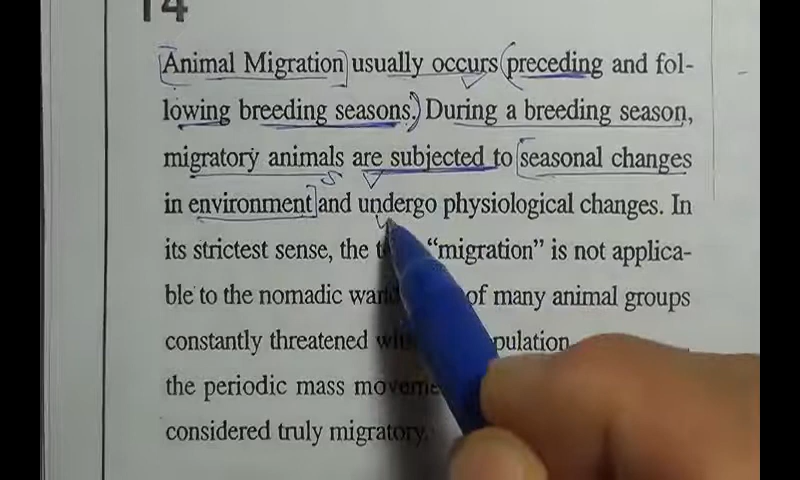 14
Animal Migration usually occurs preceding and fol-
lowing breeding seasons. During a breeding season,
migratory animals are subjected to seasonal changes
in environment and undergo physiological changes. In
its strictest sense, the “migration” is not applica-
ble to the nomadic of many animal groups
constantly threatened
the periodic mass
considered truly migratory.